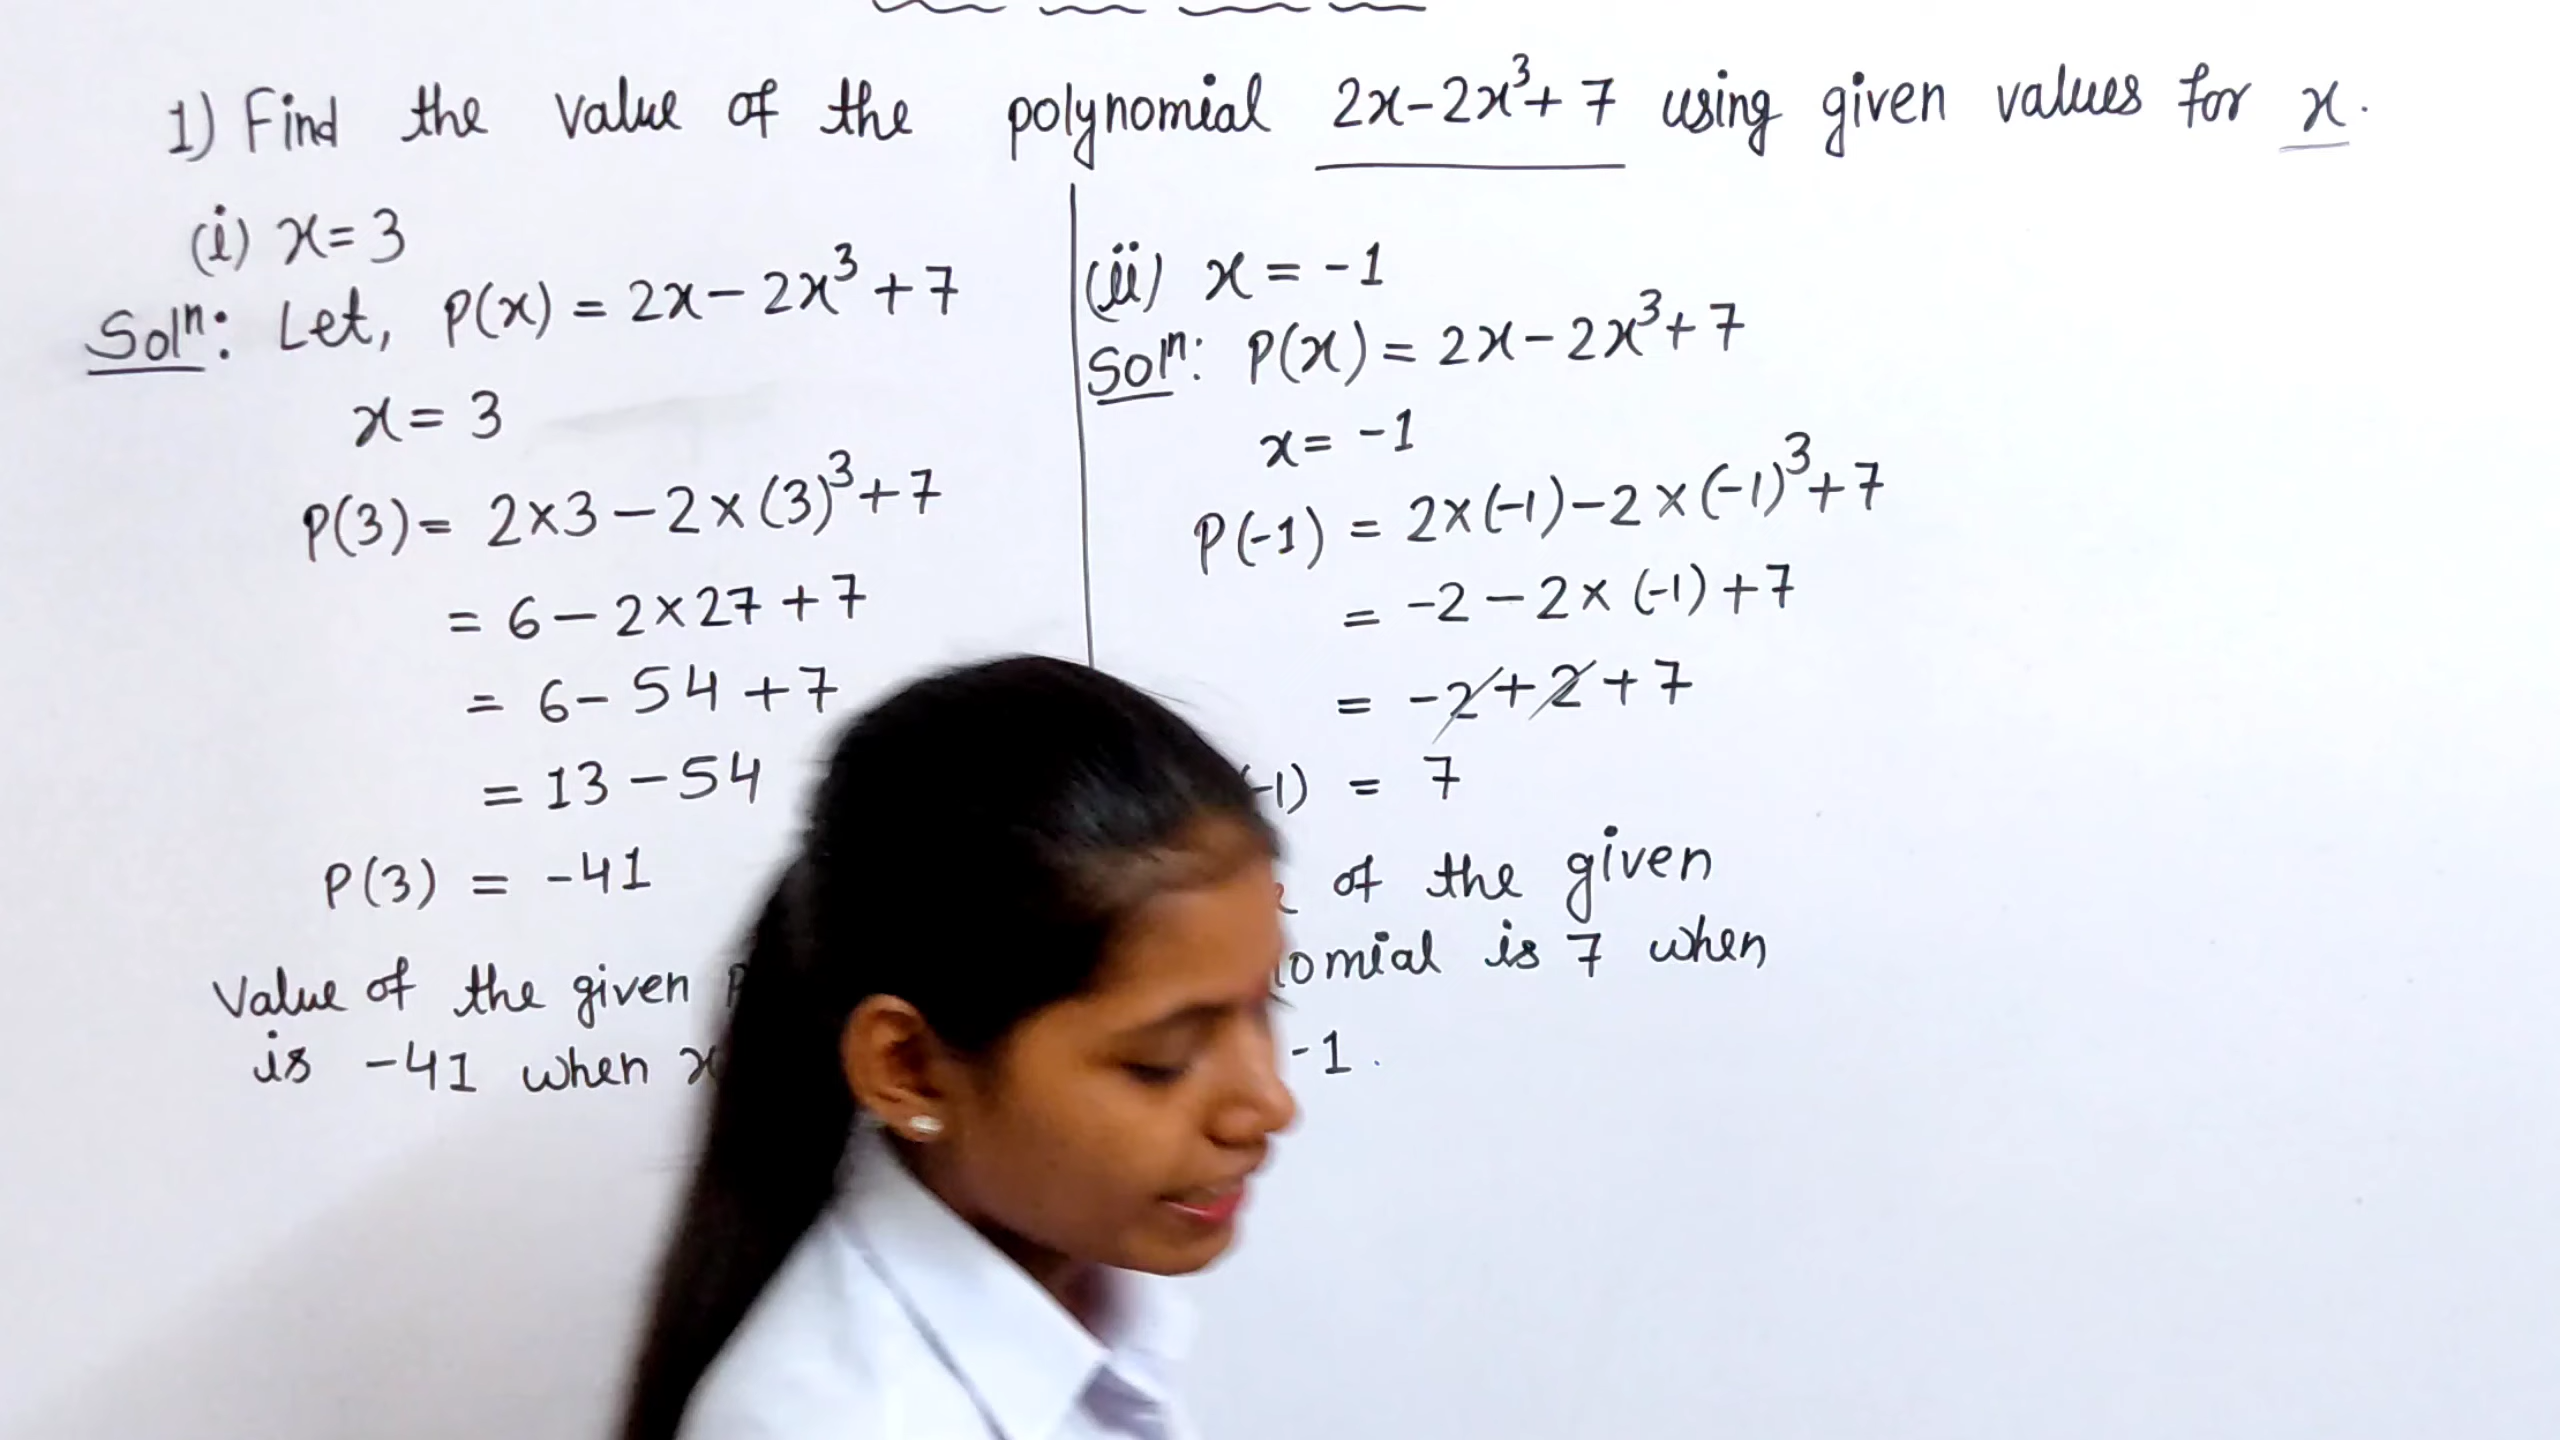 1) Find the value of the polynomial 2x-2x³+7 using given values for x.
(i) x=3
Solⁿ: Let, P(x) = 2x-2x³+7
x=3
P(3)= 2×3-2×(3)³+7
= 6-2×27+7
= 6-54+7
= 13-54
P(3) = -41
Value of the given
is -41 when x
(ii) x = -1
Solⁿ: P(x) = 2x-2x³+7
x= -1
P(-1) = 2×(-1)-2×(-1)³+7
= -2-2×(-1)+7
= -2+2+7
-1) = 7
of the given
omial is 7 when
-1.